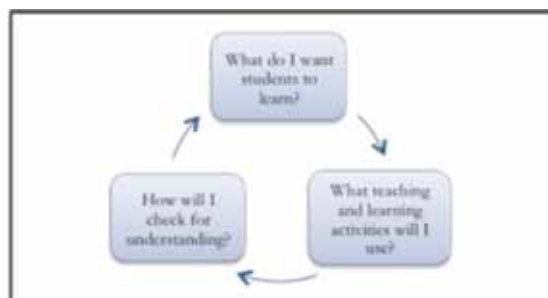 What do I want
students to
learn?
What teaching
and learning
activities will I
use?
How will I
check for
understanding?